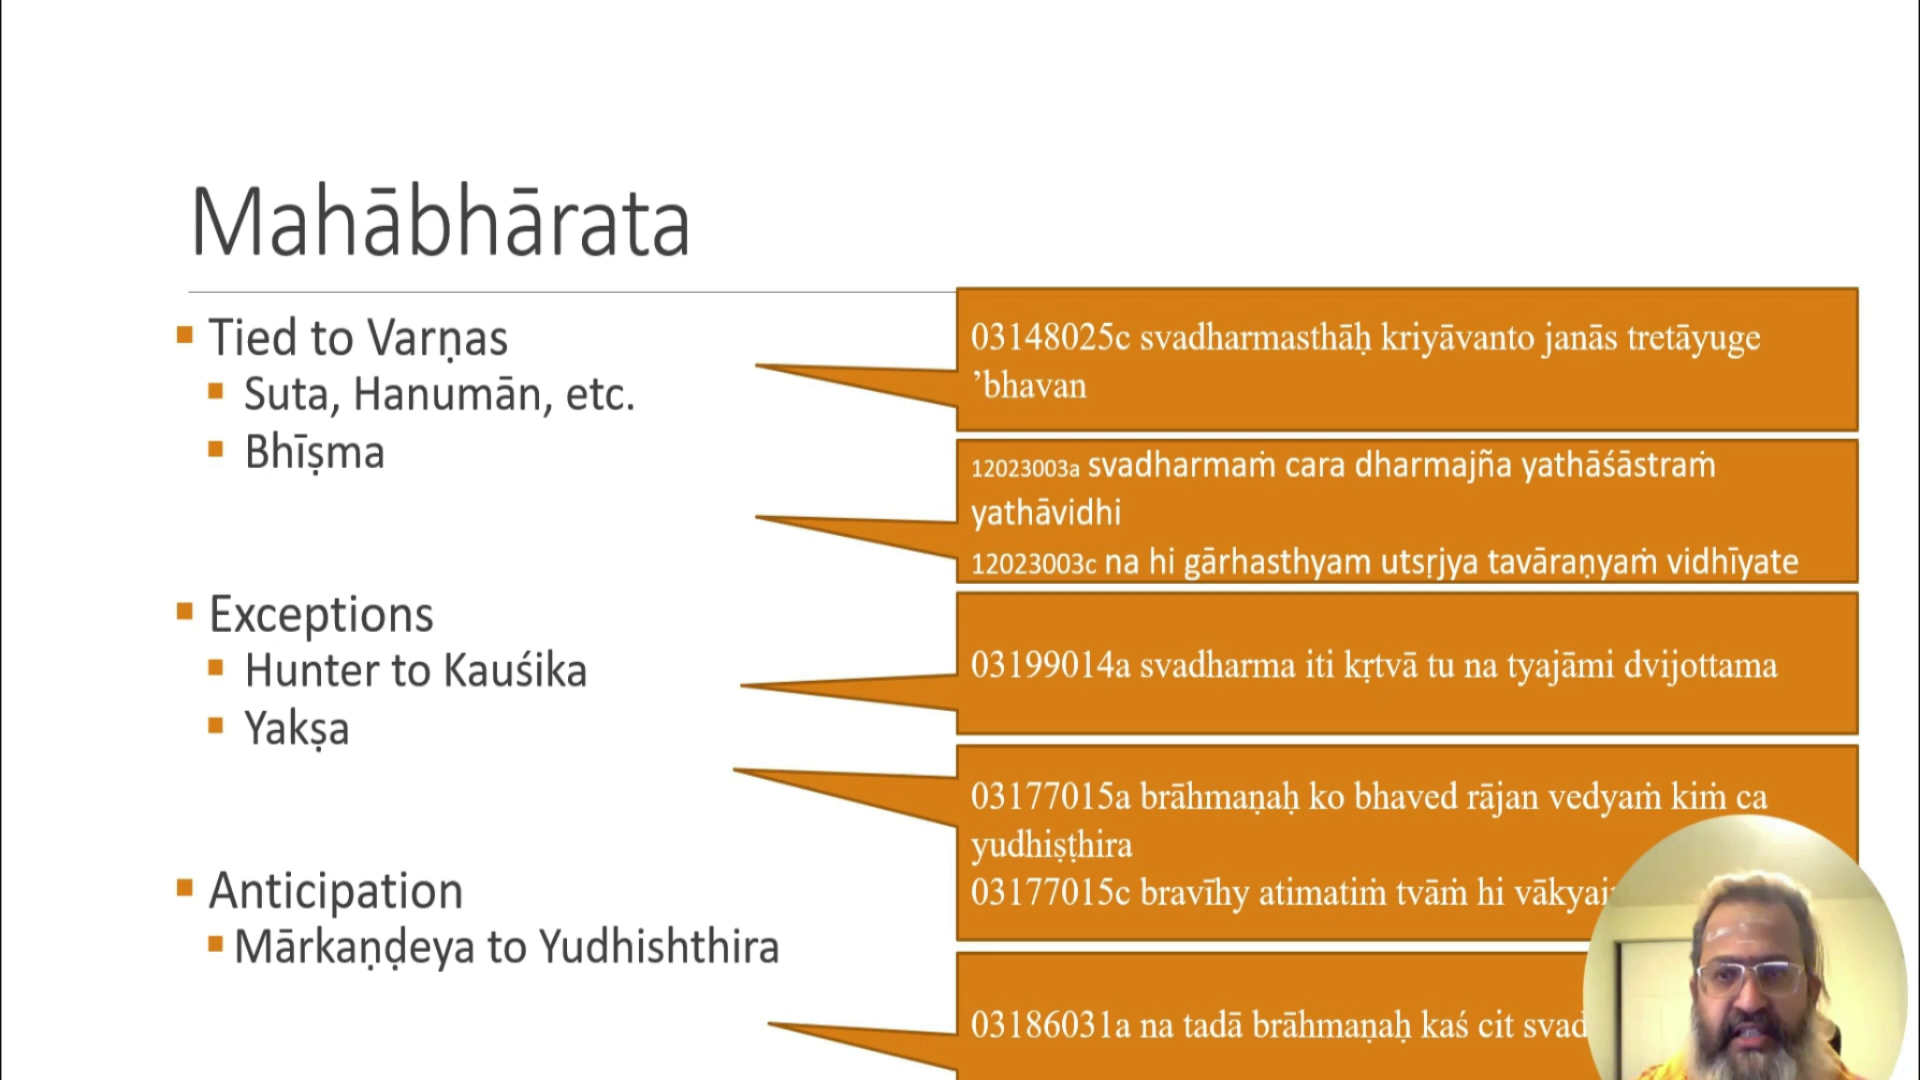 Mahābhārata
Tied to Varṇas
Suta, Hanumān, etc.
Bhīṣma
Exceptions
Hunter to Kauśika
Yakṣa
Anticipation
Mārkaṇḍeya to Yudhishthira
03148025c svadharmasthāḥ kriyāvanto janās tretāyuge
’bhavan
12023003a svadharmaṁ cara dharmajña yathāśāstraṁ
yathāvidhi
12023003c na hi gārhasthyam utsṛjya tavāraṇyaṁ vidhīyate
03199014a svadharma iti kṛtvā tu na tyajāmi dvijottama
03177015a brāhmaṇaḥ ko bhaved rājan vedyaṁ kiṁ ca
yudhiṣṭhira
03177015c bravīhy atimatiṁ tvāṁ hi
03186031a na tadā brāhmaṇaḥ kaś cit